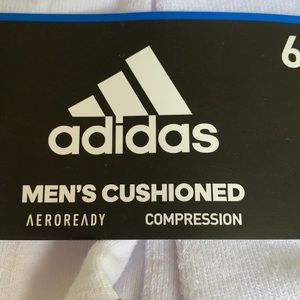 6
adidas
MEN'S CUSHIONED
AEROREADY COMPRESSION